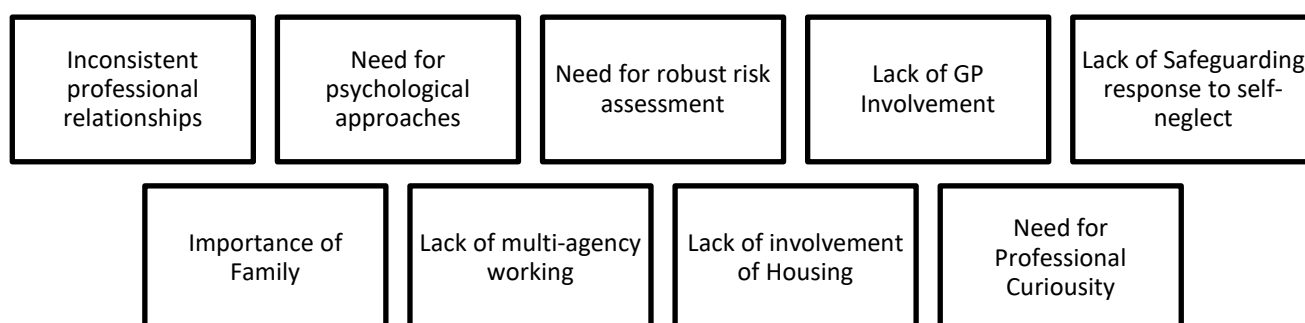 Inconsistent
professional
relationships
Need for
psychological
approaches
Need for robust risk
assessment
Lack of GP
Involvement
Lack of Safeguarding
response to self-
neglect
Importance of
Family
Lack of multi-agency
working
Lack of involvement
of Housing
Need for
Professional
Curiousity